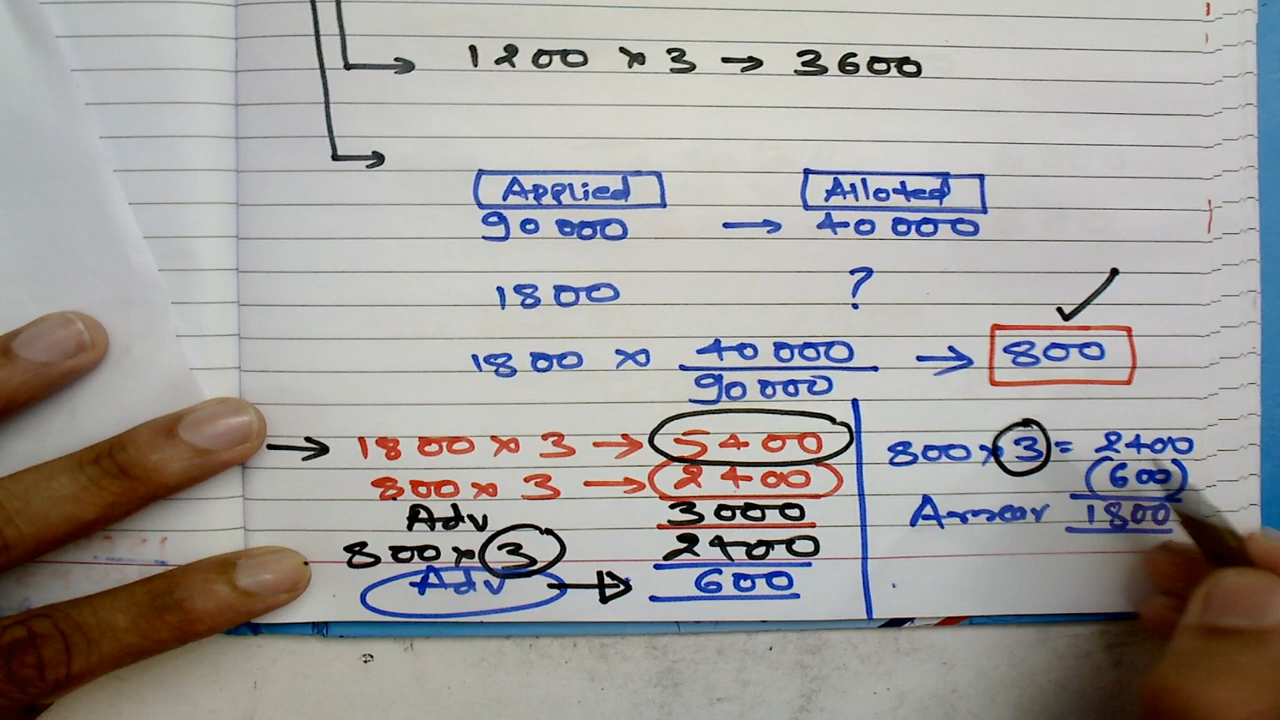 1200 × 3 → 3600
Applied Alloted
90000 → 40000
1800 ?
1800 × 40000 / 90000 → 800
→ 1800 × 3 → 5400
800 × 3 → 2400
Adv 3000
800 × 3 2400
Adv → 600
800 × 3 = 2400
(600)
Arrear 1800